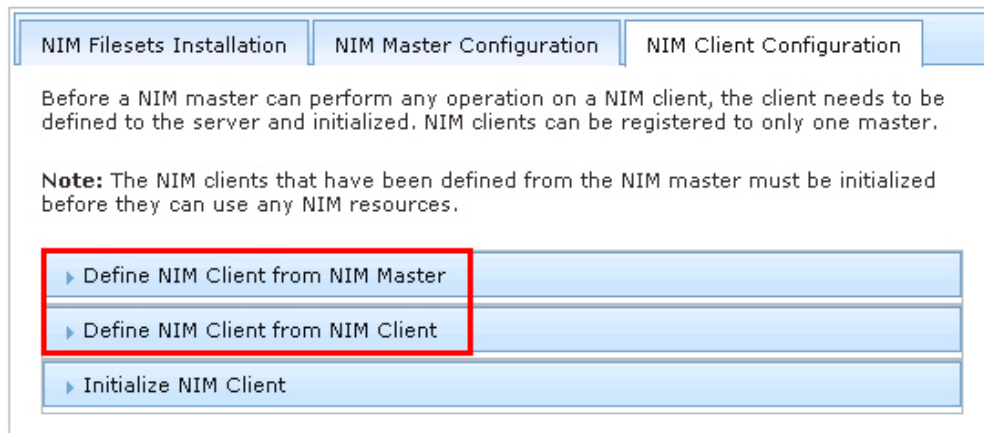 NIM Filesets Installation
NIM Master Configuration
NIM Client Configuration
Before a NIM master can perform any operation on a NIM client, the client needs to be
defined to the server and initialized. NIM clients can be registered to only one master.
Note: The NIM clients that have been defined from the NIM master must be initialized
before they can use any NIM resources.
Define NIM Client from NIM Master
Define NIM Client from NIM Client
Initialize NIM Client